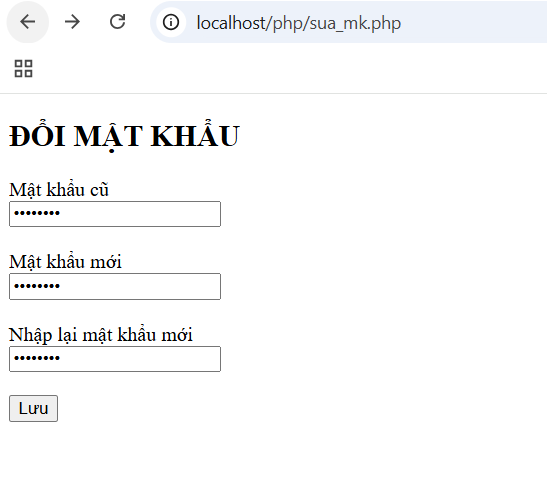 localhost/php/sua_mk.php
ĐỔI MẬT KHẨU
Mật khẩu cũ
••••••••
Mật khẩu mới
••••••••
Nhập lại mật khẩu mới
••••••••
Lưu